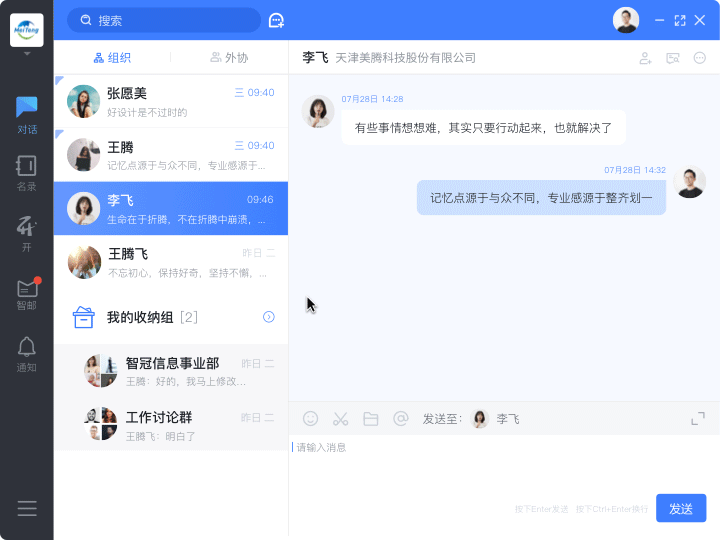 MeiTeng
搜索
对话
名录
开
智邮
通知
组织
外协
张愿美
三 09:40
好设计是不过时的
王腾
三 09:40
记忆点源于与众不同，专业感源于...
李飞
09:46
生命在于折腾，不在折腾中崩溃，...
王腾飞
昨日 二
不忘初心，保持好奇，坚持不懈，...
我的收纳组 [2]
智冠信息事业部
昨日 二
王腾：好的，我马上修改...
工作讨论群
昨日 二
王腾飞：明白了
李飞 天津美腾科技股份有限公司
07月28日 14:28
有些事情想想难，其实只要行动起来，也就解决了
07月28日 14:32
记忆点源于与众不同，专业感源于整齐划一
发送至： 李飞
请输入消息
按下Enter发送 按下Ctrl+Enter换行
发送